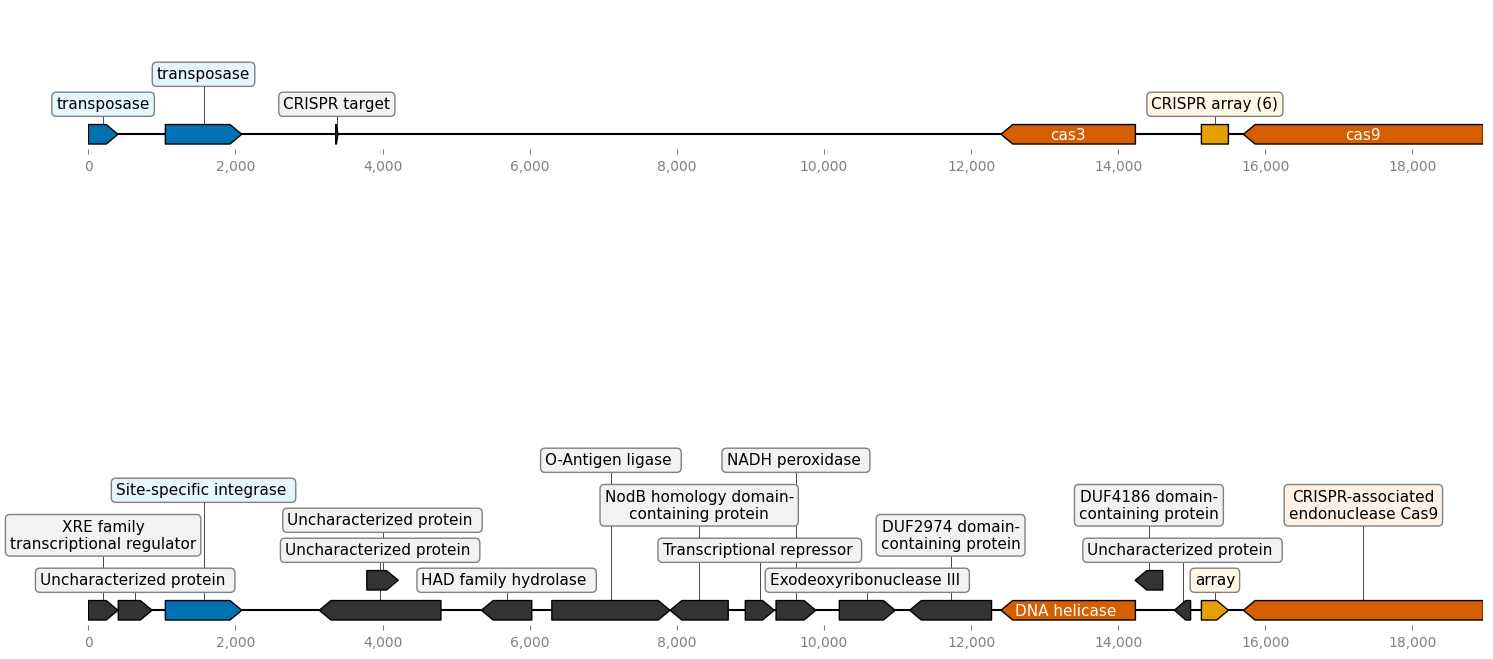 transposase
transposase
CRISPR target
CRISPR array (6)
cas3
cas9
0
2,000
4,000
6,000
8,000
10,000
12,000
14,000
16,000
18,000
O-Antigen ligase
NADH peroxidase
Site-specific integrase
NodB homology domain-
containing protein
DUF4186 domain-
containing protein
CRISPR-associated
endonuclease Cas9
XRE family
transcriptional regulator
Uncharacterized protein
DUF2974 domain-
containing protein
Uncharacterized protein
Transcriptional repressor
Uncharacterized protein
Uncharacterized protein
HAD family hydrolase
Exodeoxyribonuclease III
array
DNA helicase
0
2,000
4,000
6,000
8,000
10,000
12,000
14,000
16,000
18,000